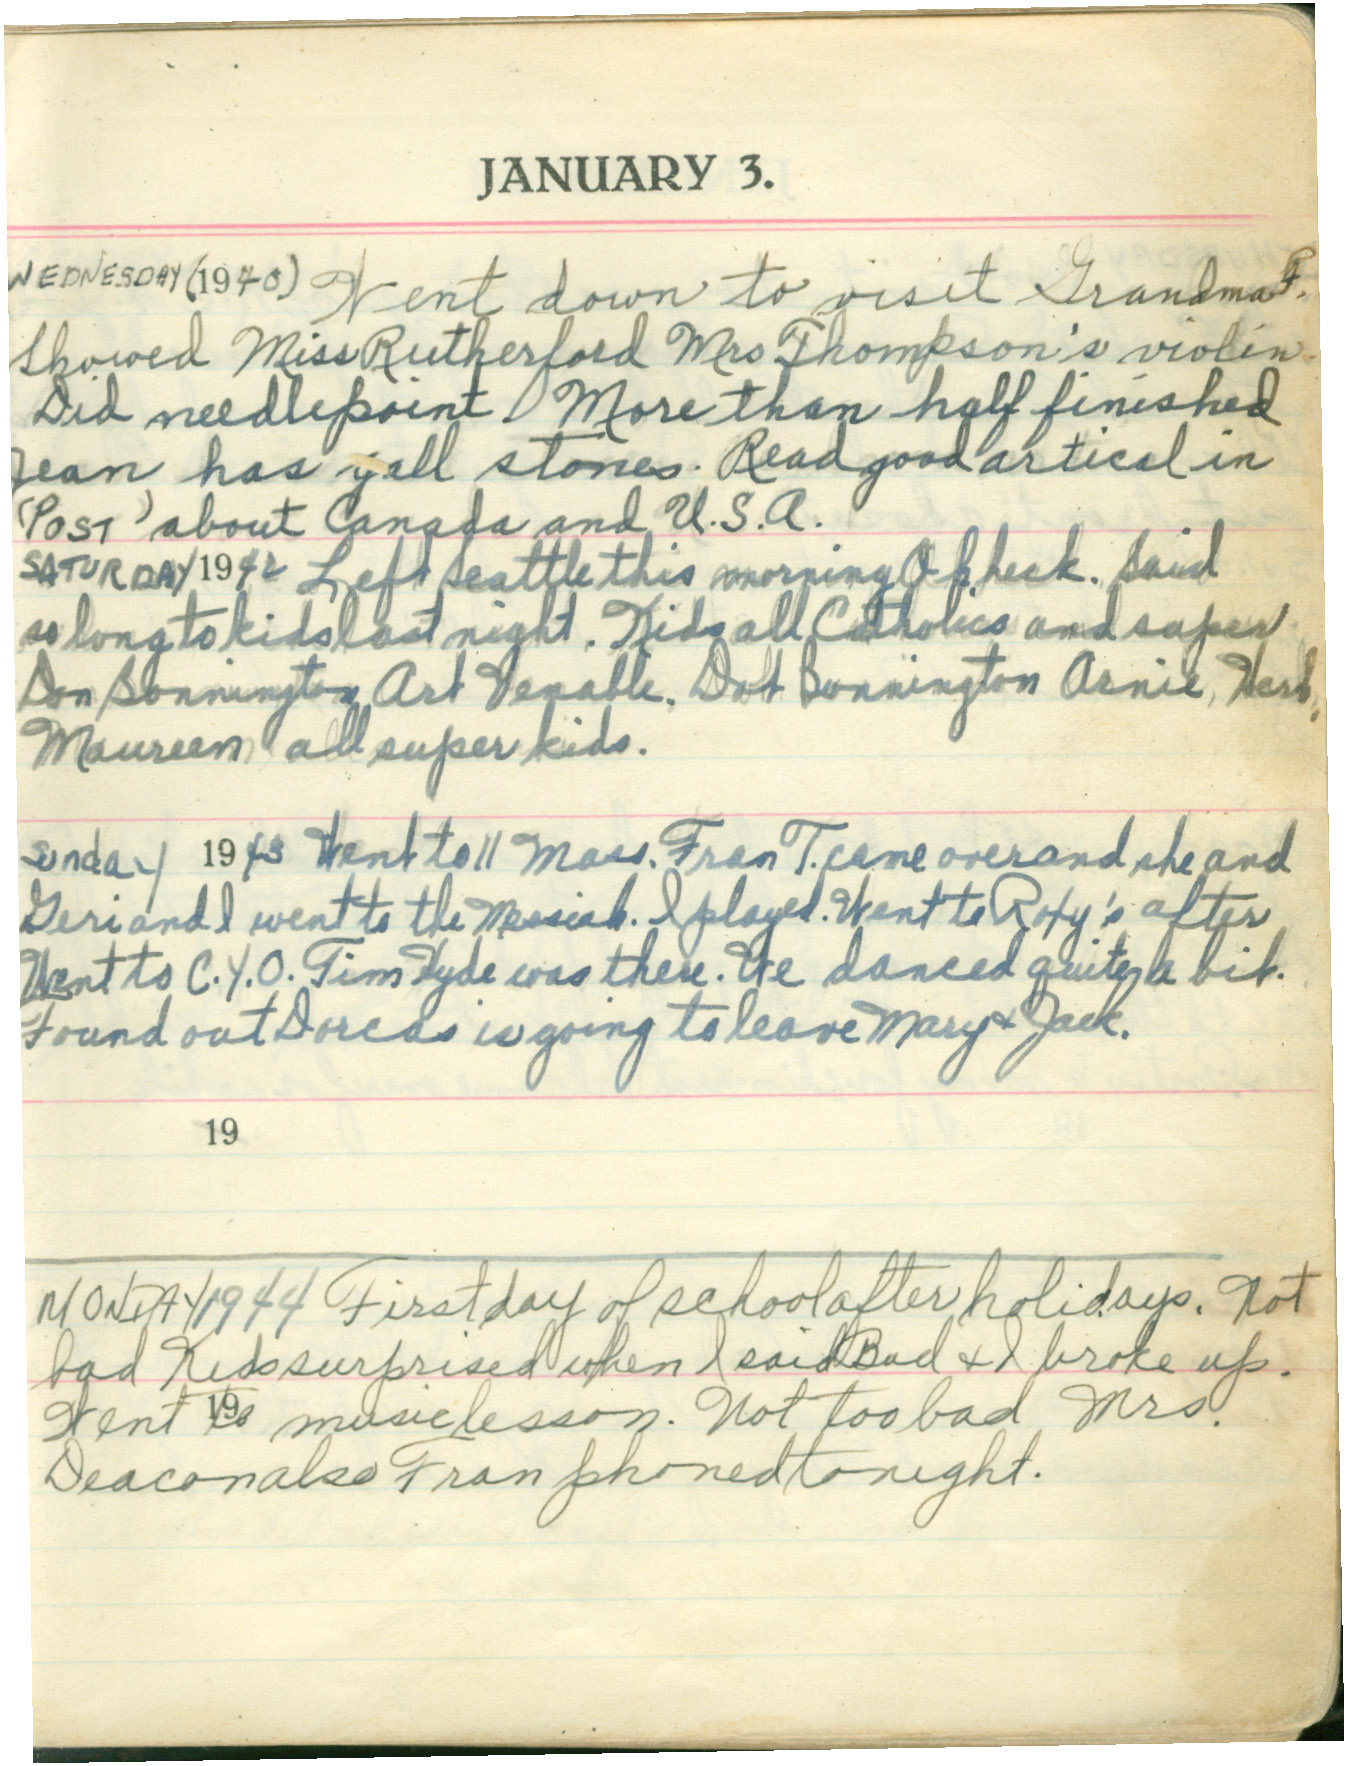 JANUARY 3.
WEDNESDAY (1940) Went down to visit Grandma F.
Showed Miss Rutherford Mrs Thompson's violin.
Did needlepoint. More than half finished
Jean has gall stones. Read good artical in
'POST' about Canada and U.S.A.
SATURDAY 1942 Left Seattle this morning O heck. Said
so long to kids last night. Kids all Catholics and super
Don Bonnington, Art Venable, Dot Bonnington Arnie, Herb,
Maureen all super kids.
Sunday 1943 Went to 11 Mass. Fran T. came over and she and
Geri and I went to the Messiah. I played. Went to Roxy's after
Went to C.Y.O. Tim Hyde was there. We danced quite a bit.
Found out Dorcas is going to leave Mary & Jack.
19
MONDAY 1944 First day of school after holidays. Not
bad Kids surprised when I said Bud & I broke up.
Went to 19 music lesson. Not too bad Mrs.
Deacon also Fran phoned tonight.